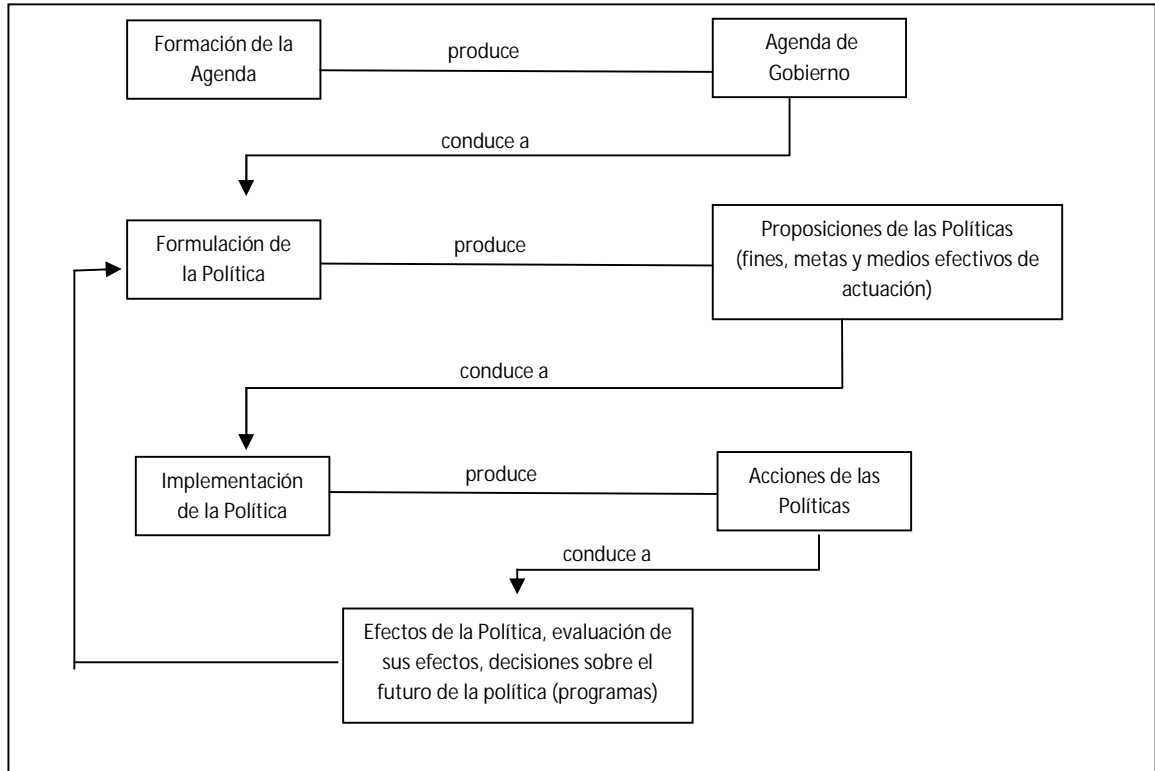 Formación de la
Agenda
produce
Agenda de
Gobierno
conduce a
Formulación de
la Política
produce
Proposiciones de las Políticas
(fines, metas y medios efectivos de
actuación)
conduce a
Implementación
de la Política
produce
Acciones de las
Políticas
conduce a
Efectos de la Política, evaluación de
sus efectos, decisiones sobre el
futuro de la política (programas)